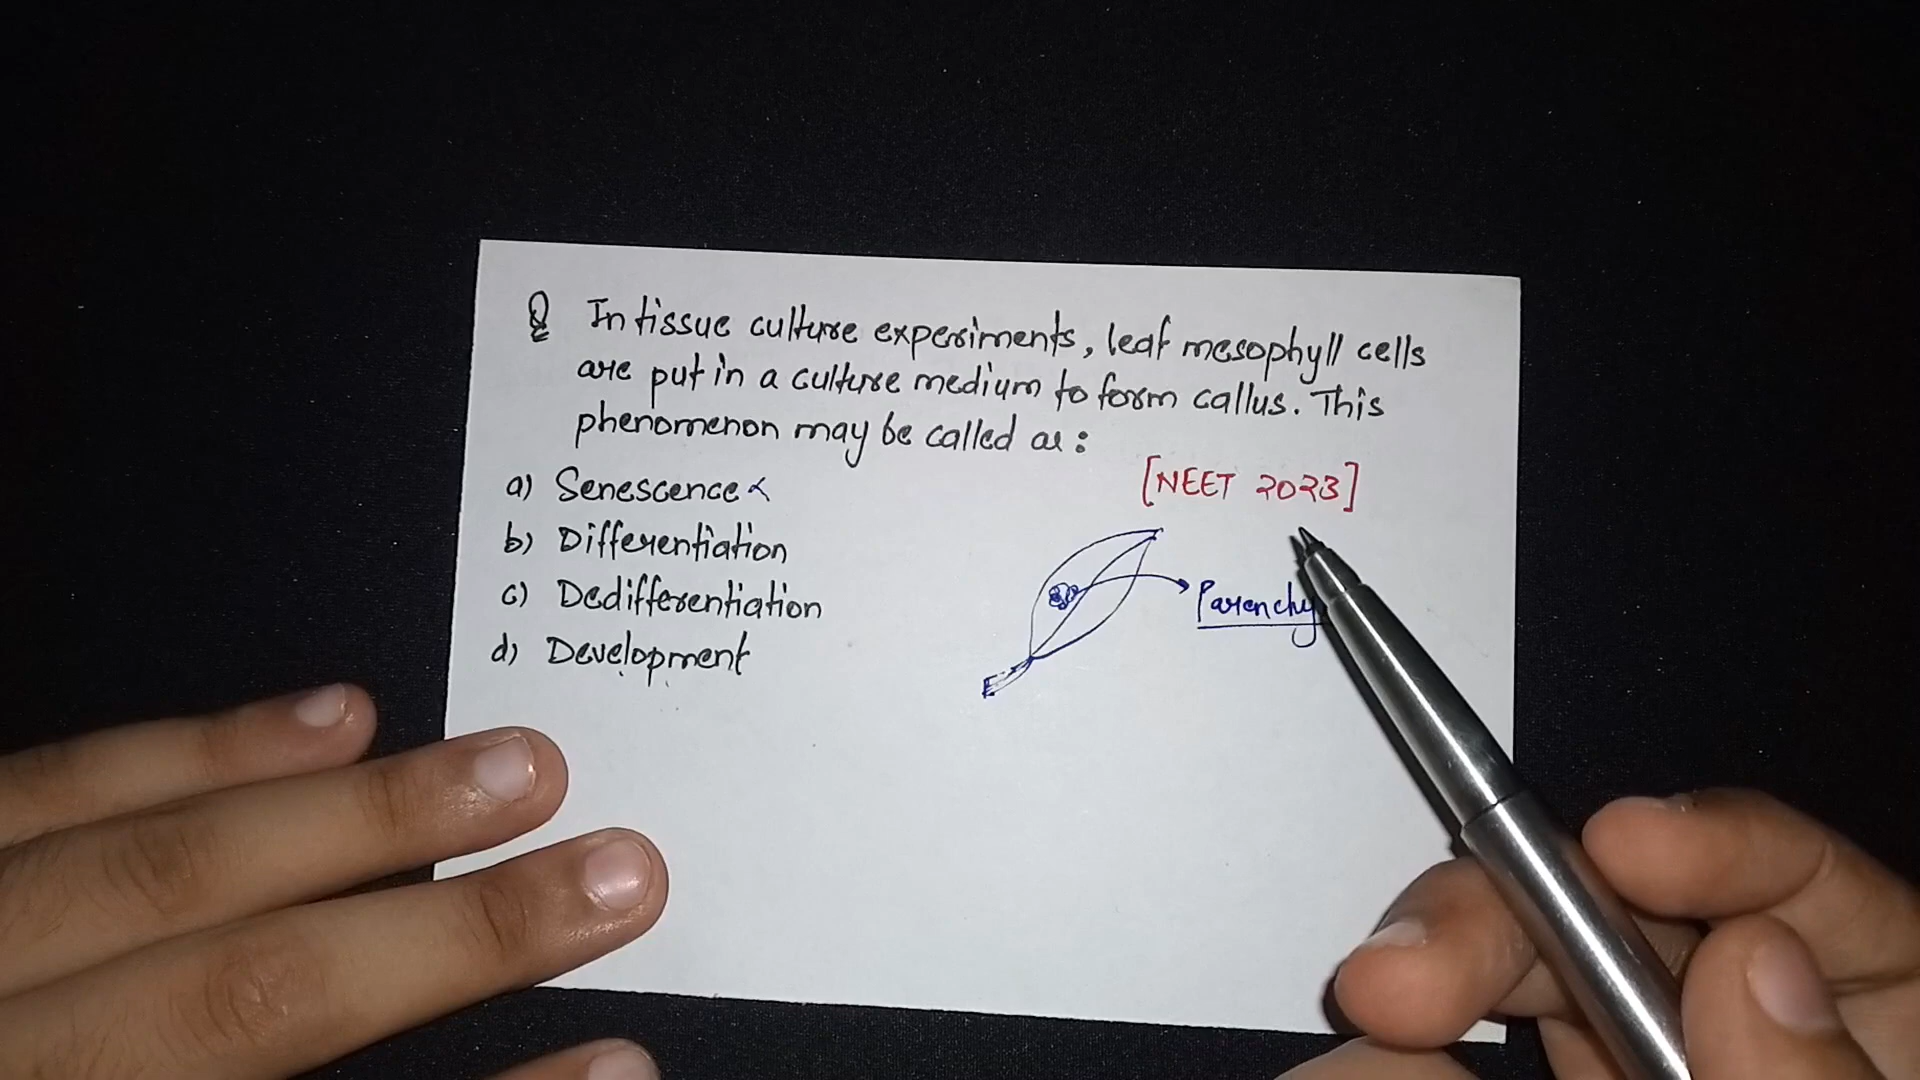 Q In tissue culture experiments, leaf mesophyll cells
are put in a culture medium to form callus. This
phenomenon may be called as:
[NEET 2023]
a) Senescence
b) Differentiation
c) Dedifferentiation
d) Development
Parenchy